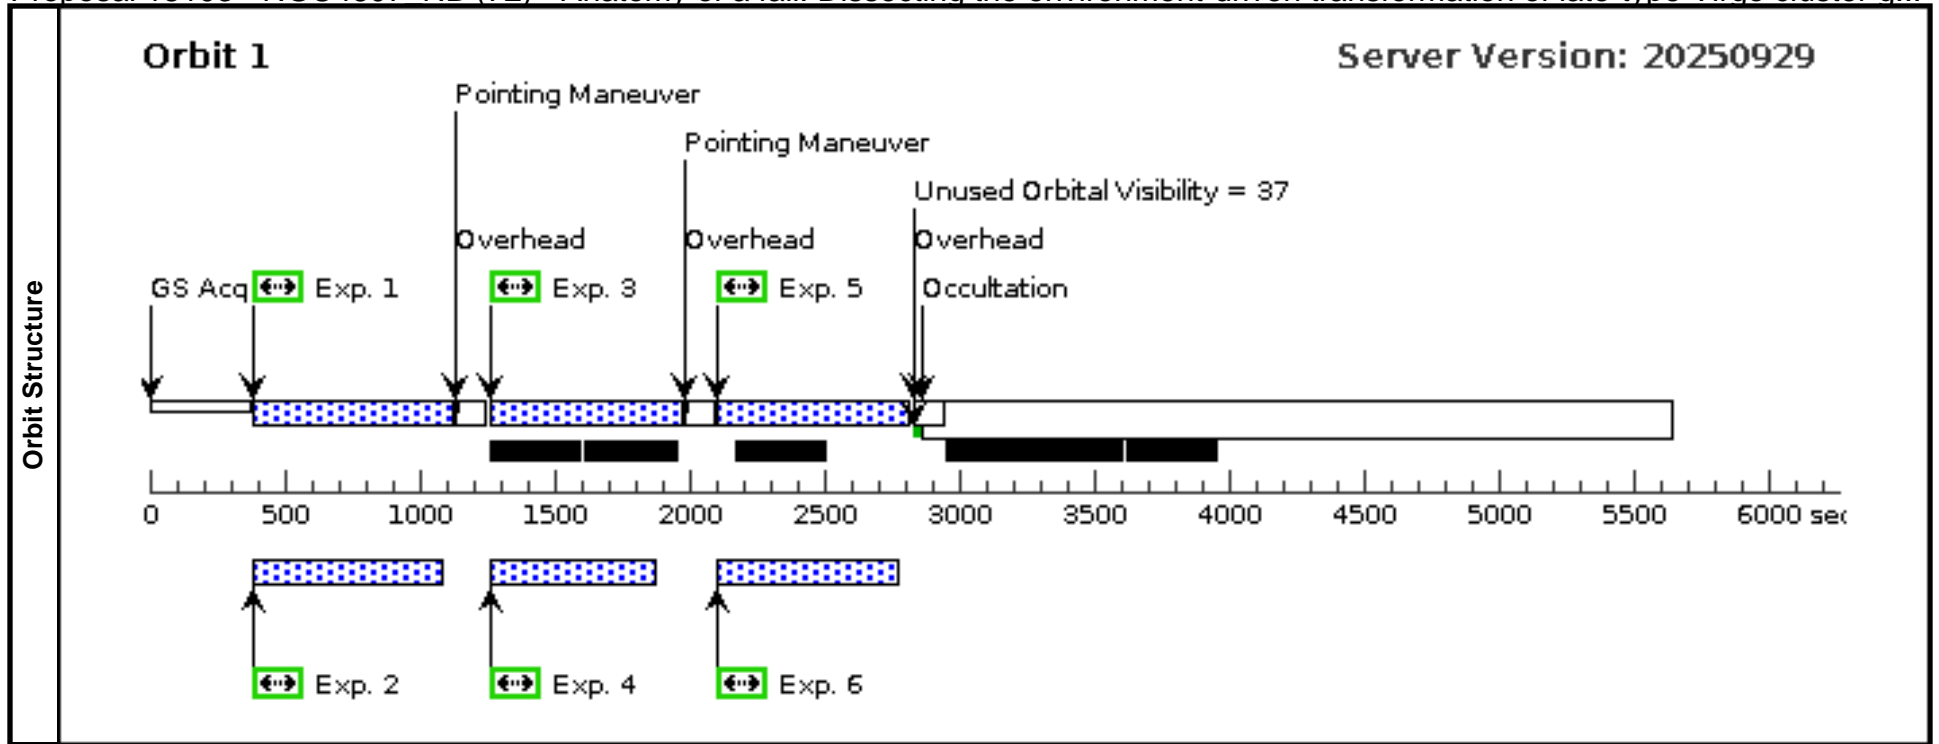 Orbit 1
Server Version: 20250929
Pointing Maneuver
Pointing Maneuver
Unused Orbital Visibility = 37
Overhead
Overhead
Overhead
GS Acq
Exp. 1
Exp. 3
Exp. 5
Occultation
Orbit Structure
0 500 1000 1500 2000 2500 3000 3500 4000 4500 5000 5500 6000
Exp. 2
Exp. 4
Exp. 6